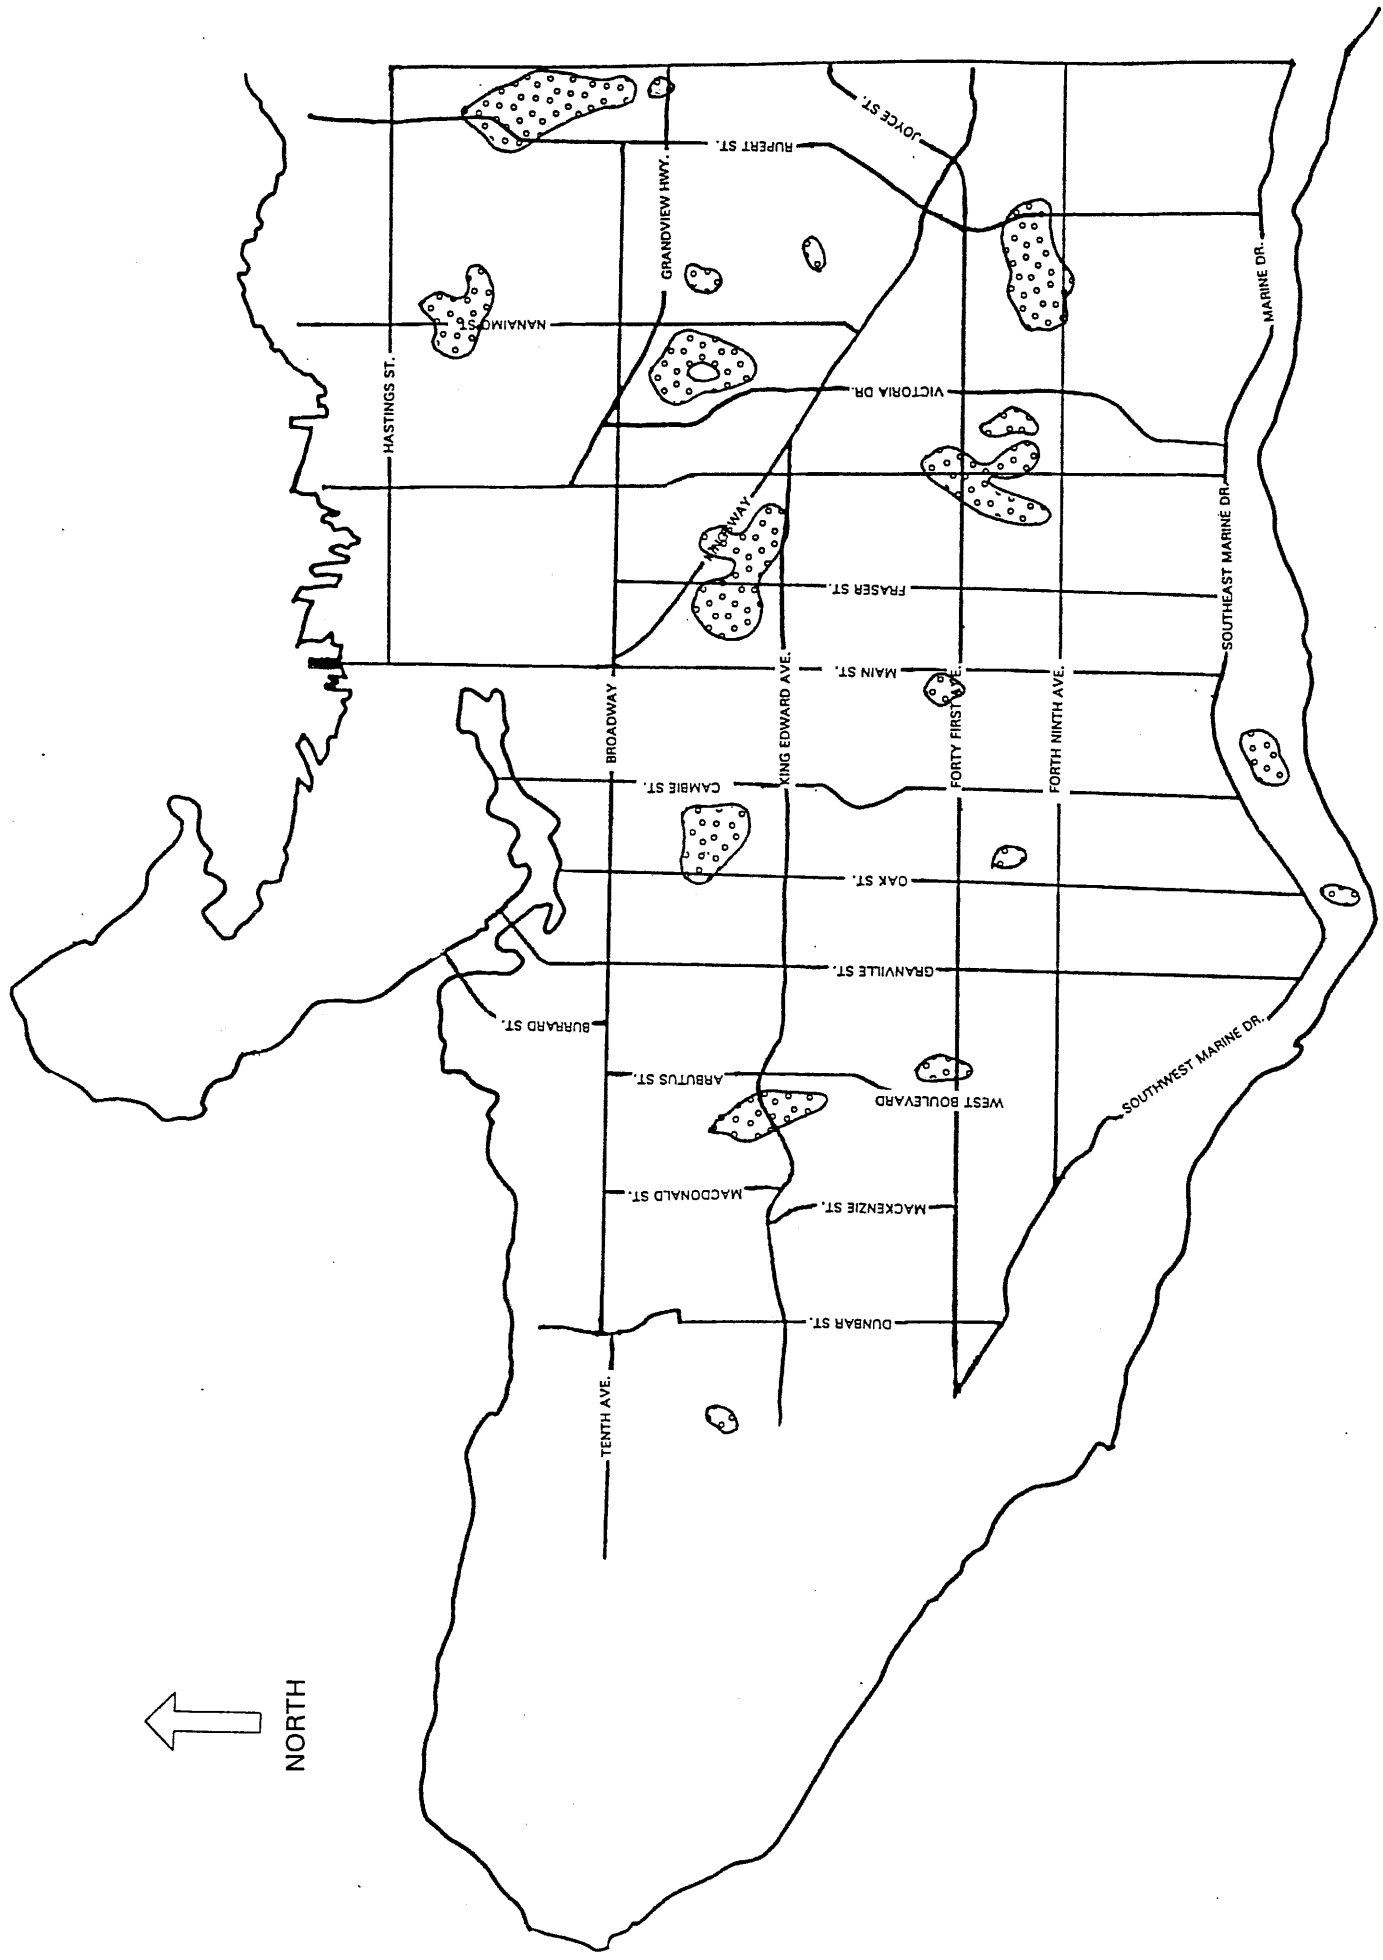 NORTH
HASTINGS ST.
NANAIMO ST.
GRANDVIEW HWY.
RUPERT ST.
JOYCE ST.
VICTORIA DR.
KINGSWAY
BROADWAY
FRASER ST.
MAIN ST.
KING EDWARD AVE.
FORTY FIRST AVE.
FORTH NINTH AVE.
MARINE DR.
SOUTHEAST MARINE DR.
CAMBIE ST.
OAK ST.
GRANVILLE ST.
BURRARD ST.
ARBUTUS ST.
WEST BOULEVARD
SOUTHWEST MARINE DR.
MACDONALD ST.
MACKENZIE ST.
DUNBAR ST.
TENTH AVE.